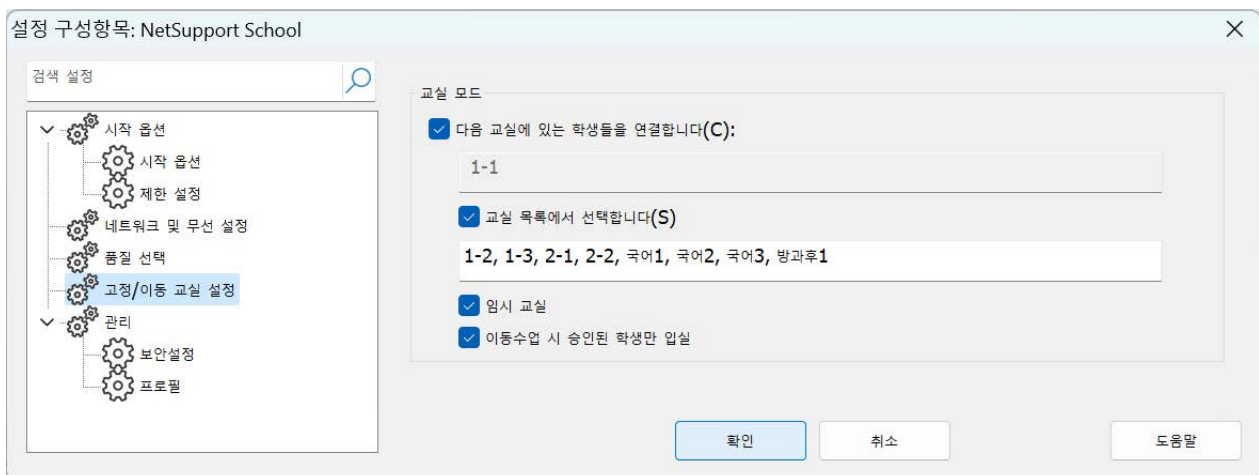 설정 구성항목: NetSupport School
검색 설정
시작 옵션
시작 옵션
제한 설정
네트워크 및 무선 설정
품질 선택
고정/이동 교실 설정
관리
보안설정
프로필
교실 모드
다음 교실에 있는 학생들을 연결합니다(C):
1-1
교실 목록에서 선택합니다(S)
1-2, 1-3, 2-1, 2-2, 국어1, 국어2, 국어3, 방과후1
임시 교실
이동수업 시 승인된 학생만 입실
확인
취소
도움말